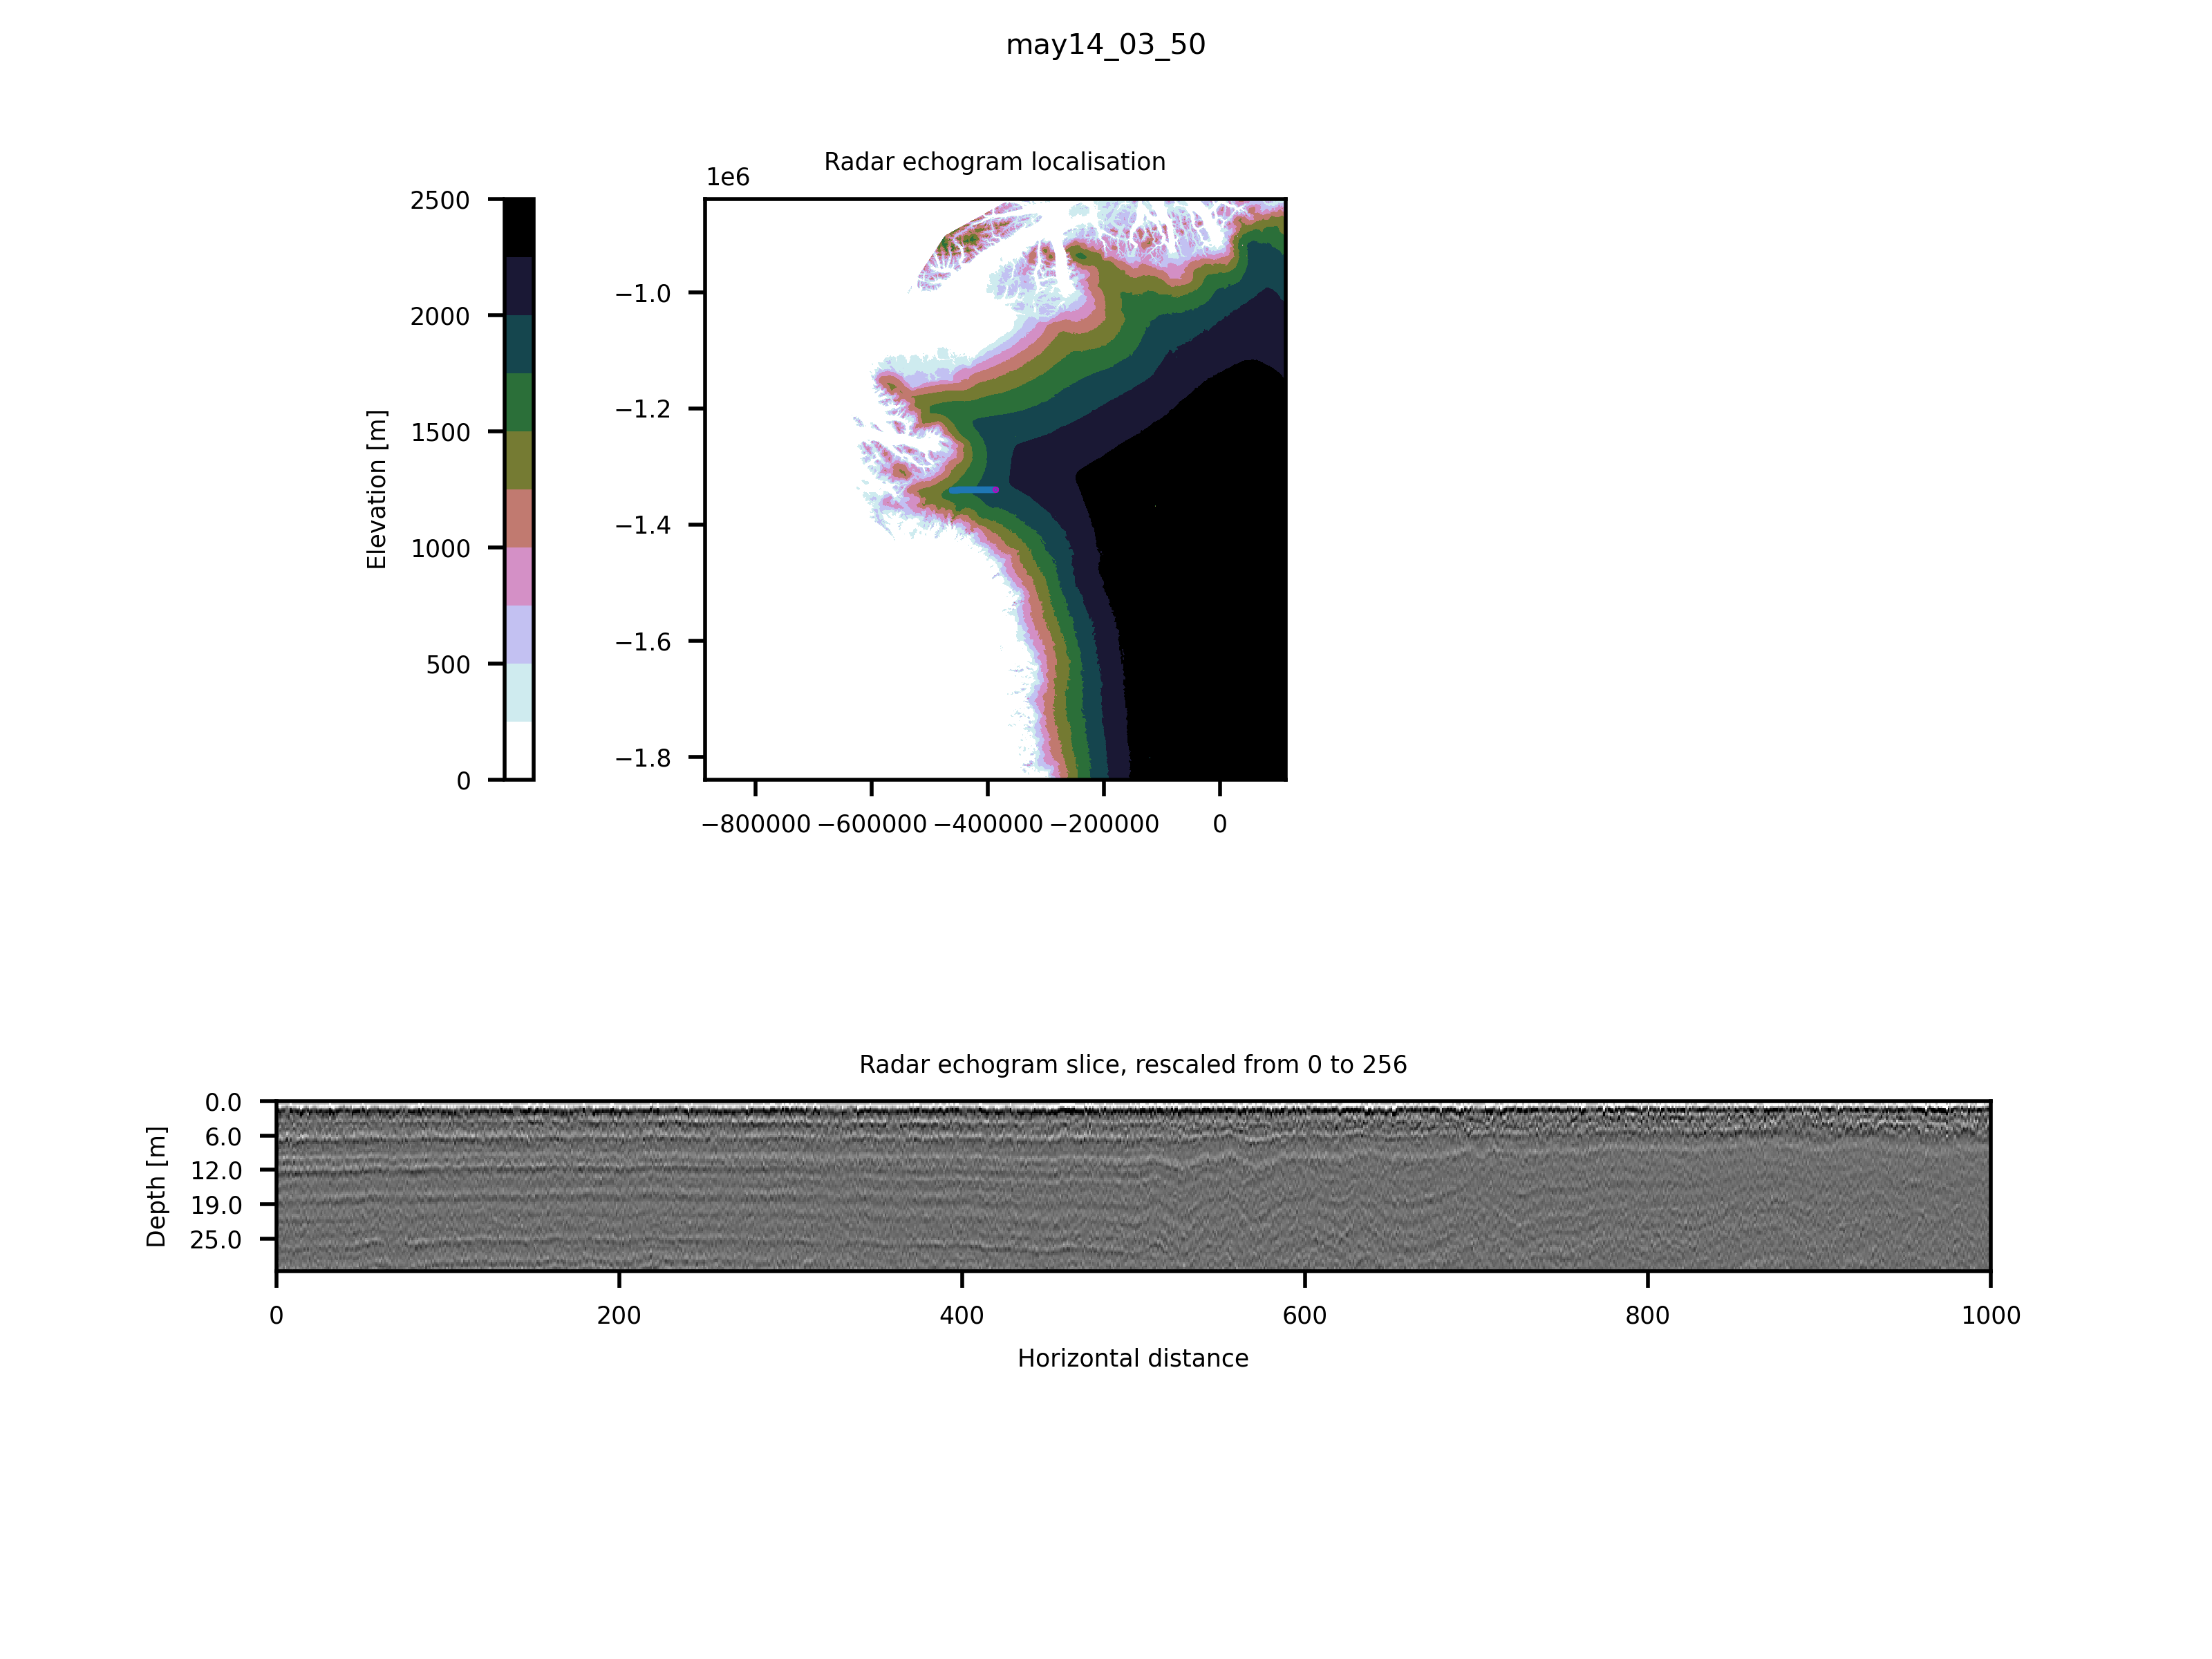 may14_03_50
Radar echogram localisation
1e6
2500
2000
1500
1000
500
0
Elevation [m]
−1.0
−1.2
−1.4
−1.6
−1.8
−800000 −600000 −400000 −200000 0
Radar echogram slice, rescaled from 0 to 256
0.0
6.0
12.0
19.0
25.0
Depth [m]
0 200 400 600 800 1000
Horizontal distance